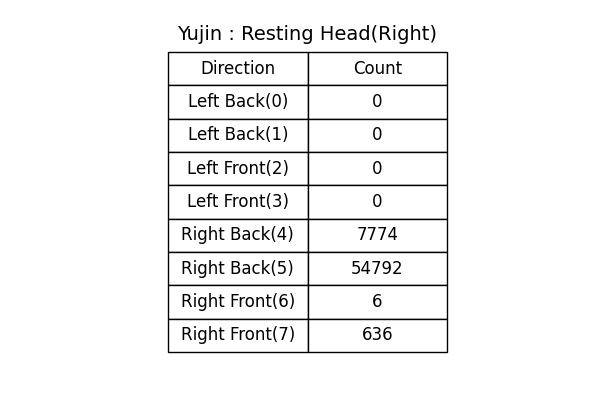 Yujin : Resting Head(Right)
Direction Count
Left Back(0) 0
Left Back(1) 0
Left Front(2) 0
Left Front(3) 0
Right Back(4) 7774
Right Back(5) 54792
Right Front(6) 6
Right Front(7) 636